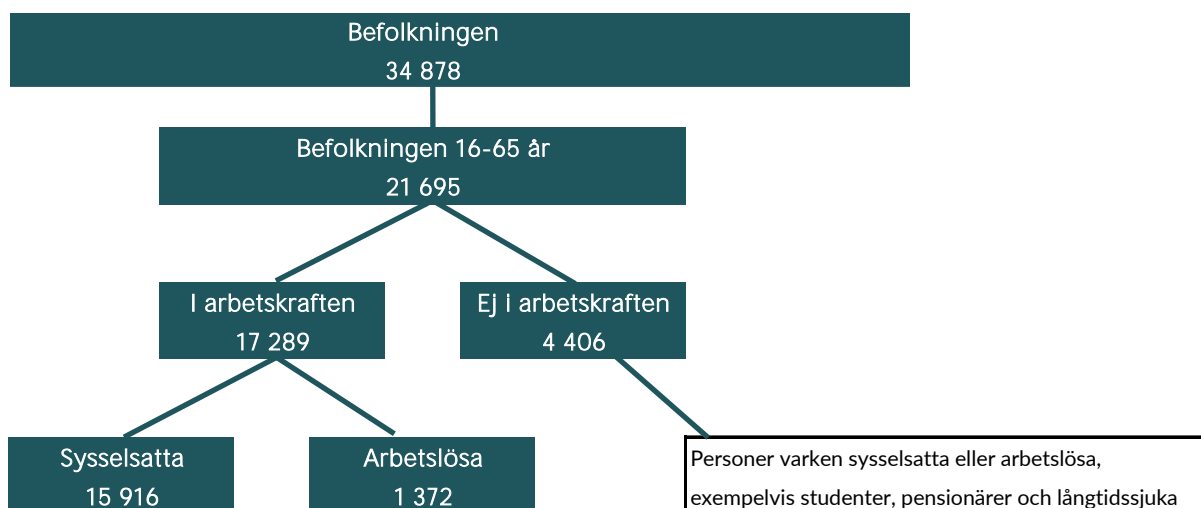 Befolkningen
34 878
Befolkningen 16-65 år
21 695
I arbetskraften
17 289
Ej i arbetskraften
4 406
Sysselsatta
15 916
Arbetslösa
1 372
Personer varken sysselsatta eller arbetslösa,
exempelvis studenter, pensionärer och långtidssjuka